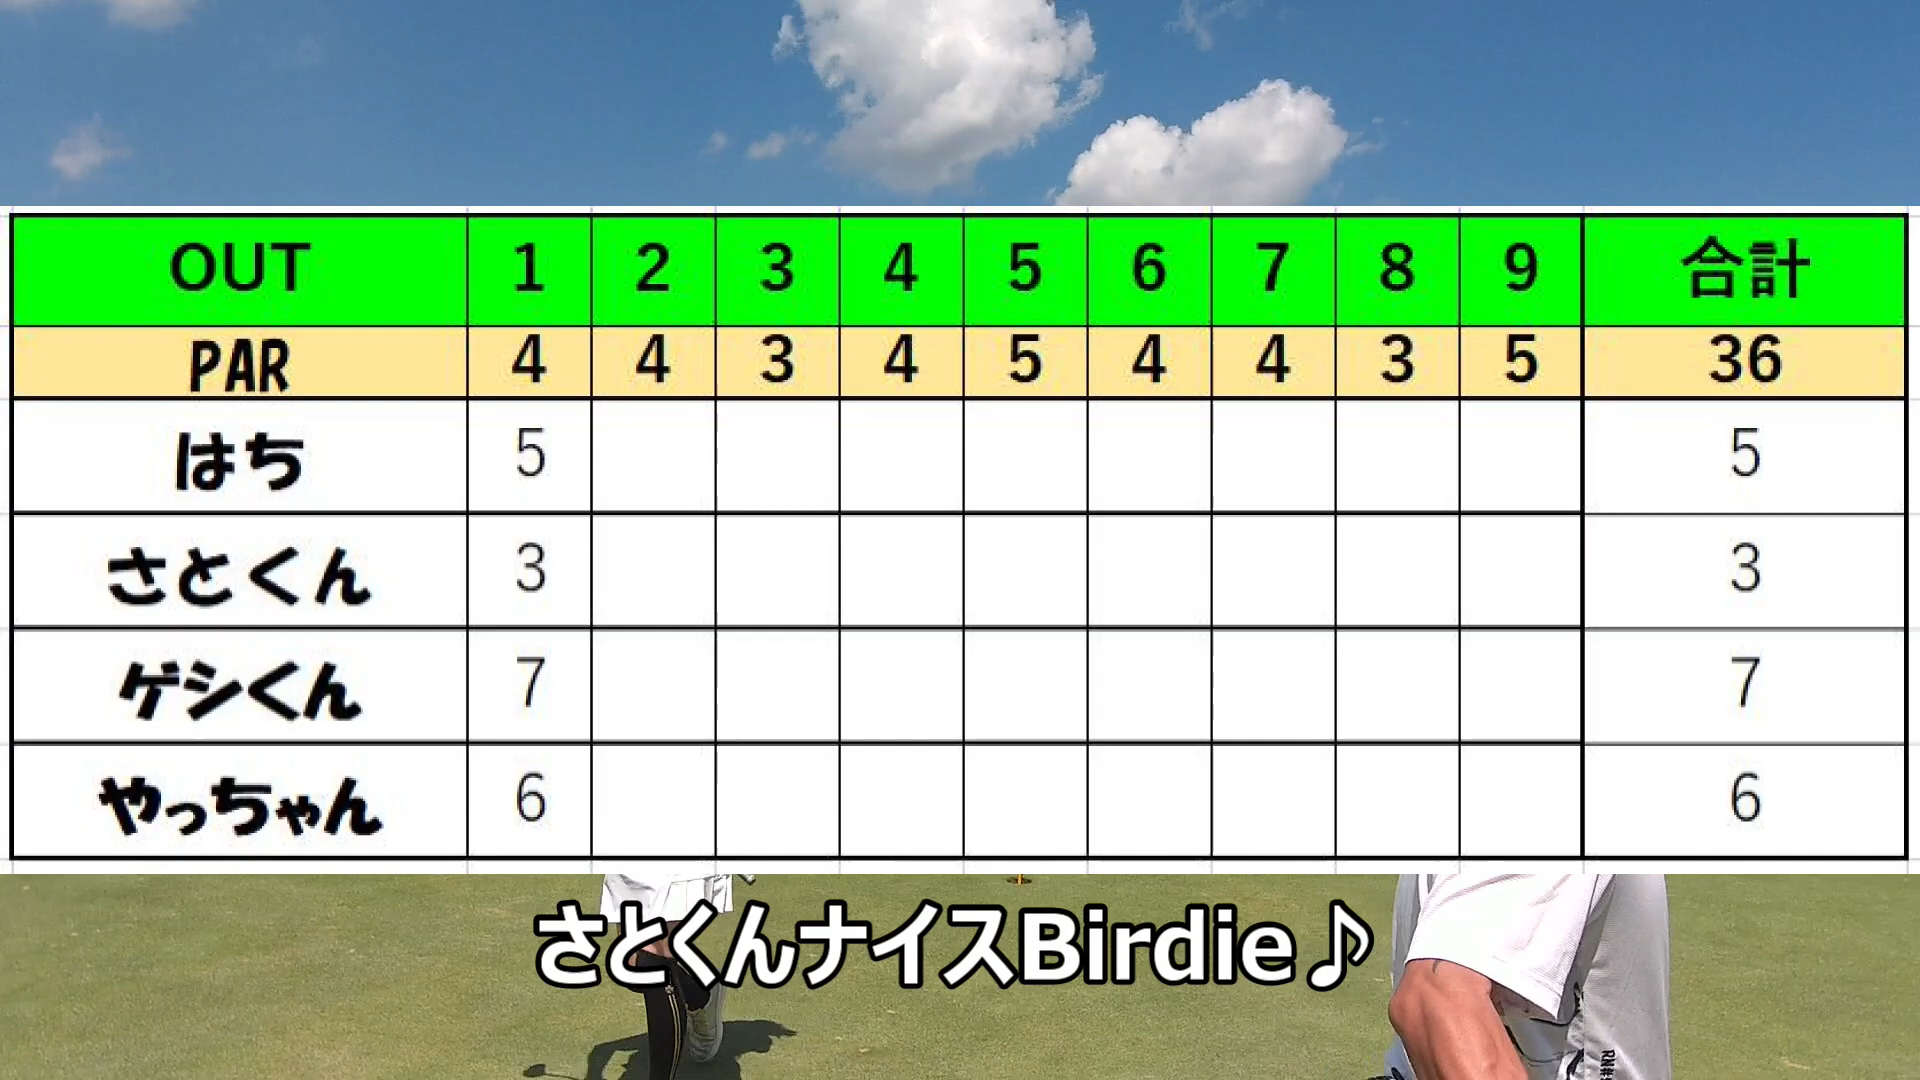 OUT 1 2 3 4 5 6 7 8 9 合計
PAR 4 4 3 4 5 4 4 3 5 36
はち 5 5
さとくん 3 3
ゲシくん 7 7
やっちゃん 6 6
さとくんナイスBirdie♪